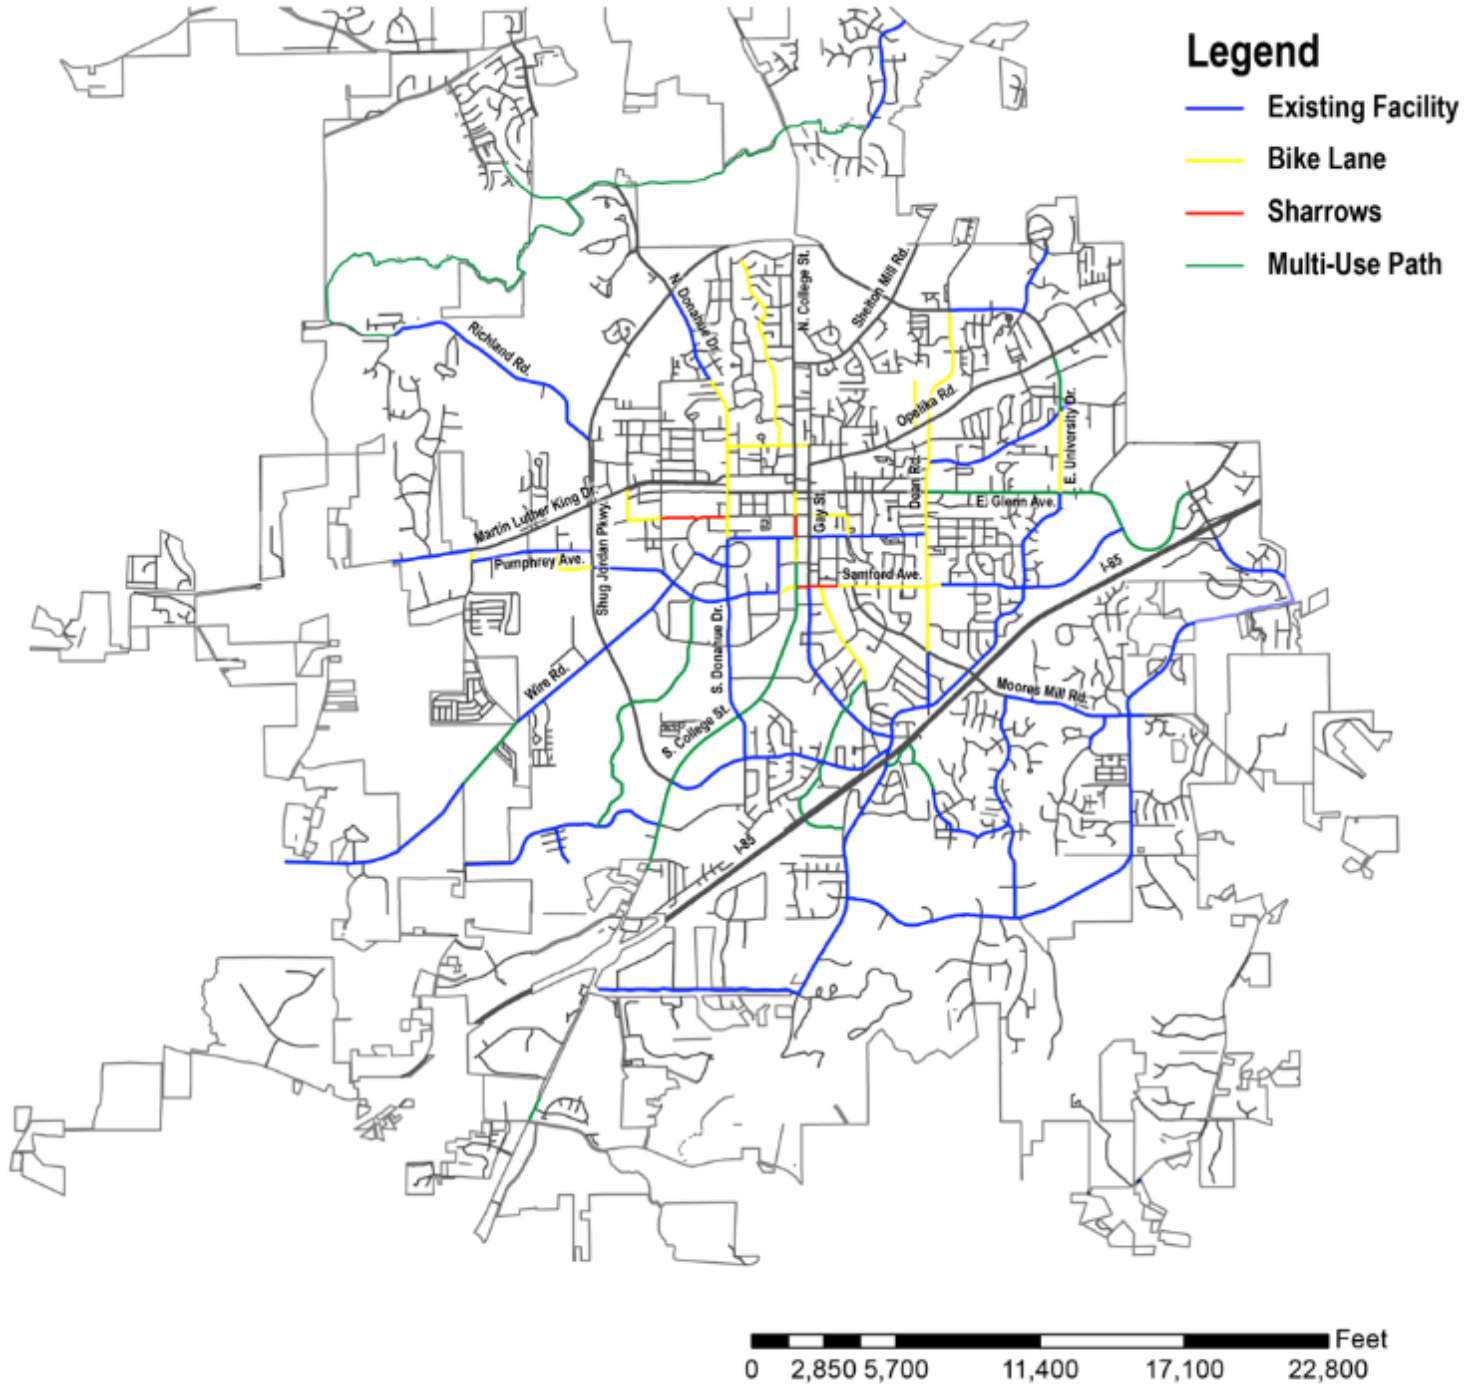 Legend
Existing Facility
Bike Lane
Sharrows
Multi-Use Path
N. Donahue Dr.
N. College St.
Shelton Mill Rd.
Richland Rd.
Opelika Rd.
E. University Dr.
Martin Luther King Dr.
Dean Rd.
Gay St.
E. Glenn Ave.
Pumphrey Ave.
Shug Jordan Pkwy.
Samford Ave.
I-85
S. Donahue Dr.
Wire Rd.
Moores Mill Rd.
S. College St.
I-85
Feet
0 2,850 5,700 11,400 17,100 22,800